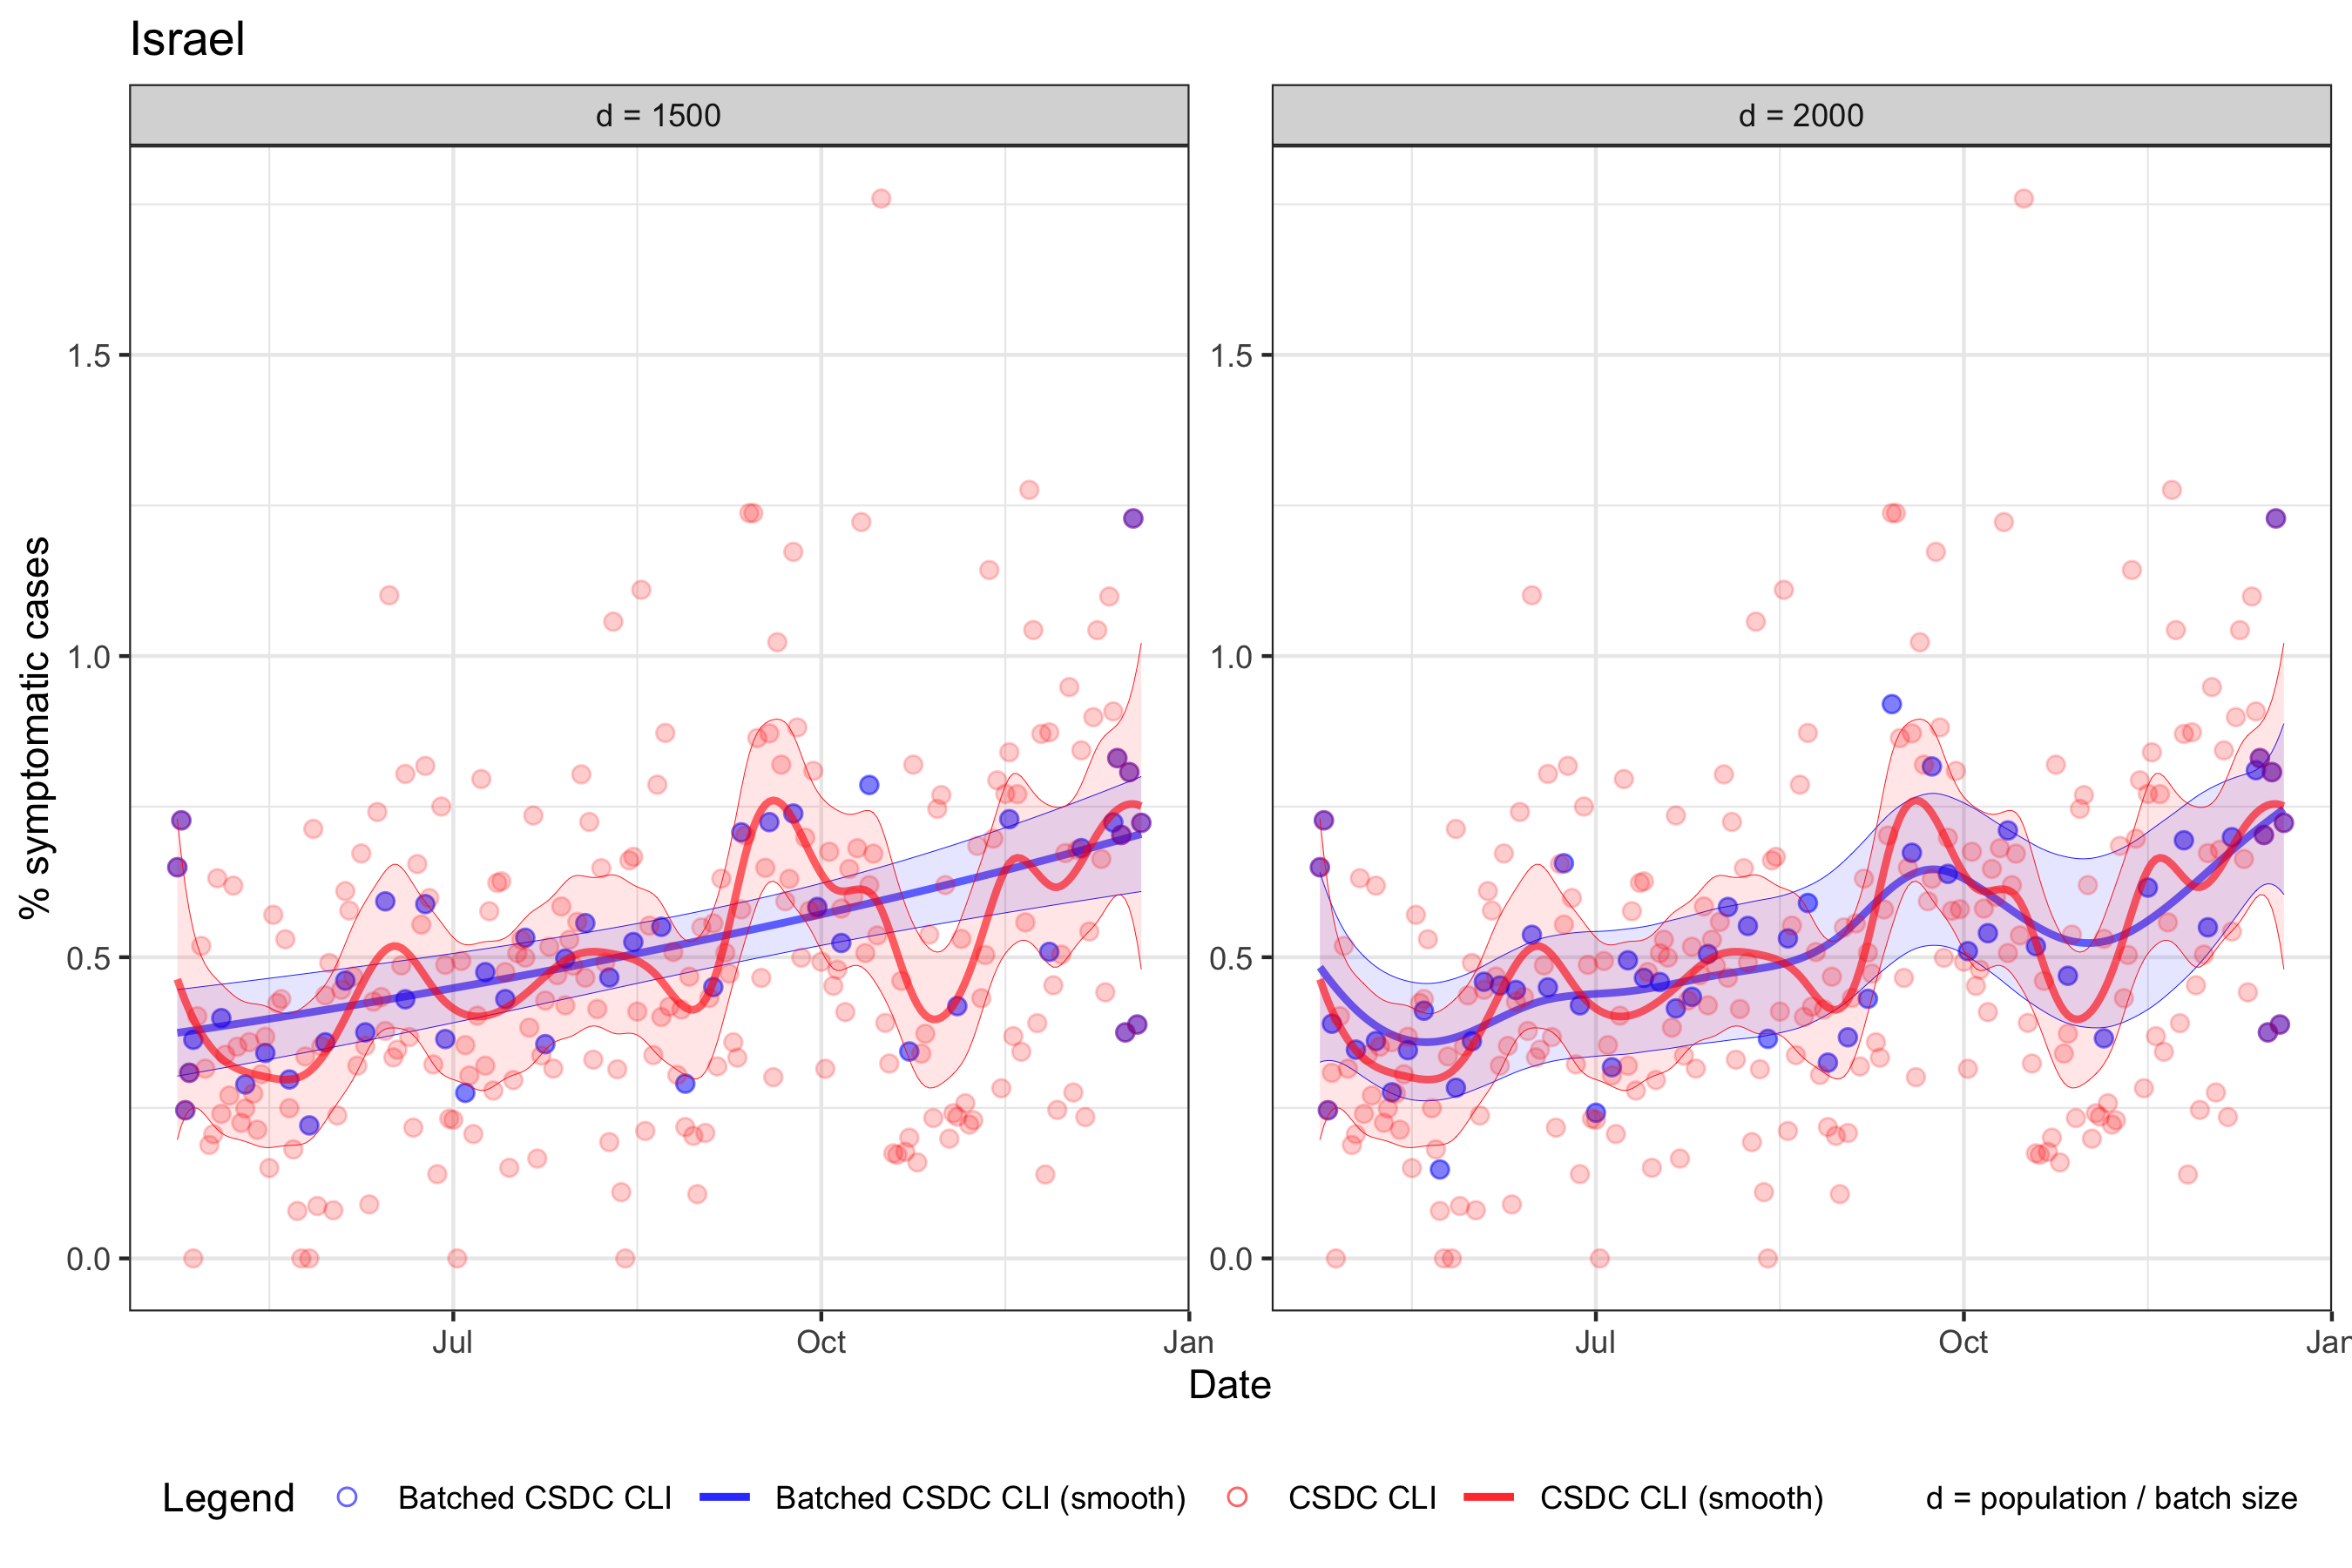 Israel
d = 1500
d = 2000
% symptomatic cases
1.5
1.0
0.5
0.0
1.5
1.0
0.5
0.0
Jul
Oct
Jan
Jul
Oct
Jan
Date
Legend
Batched CSDC CLI
Batched CSDC CLI (smooth)
CSDC CLI
CSDC CLI (smooth)
d = population / batch size